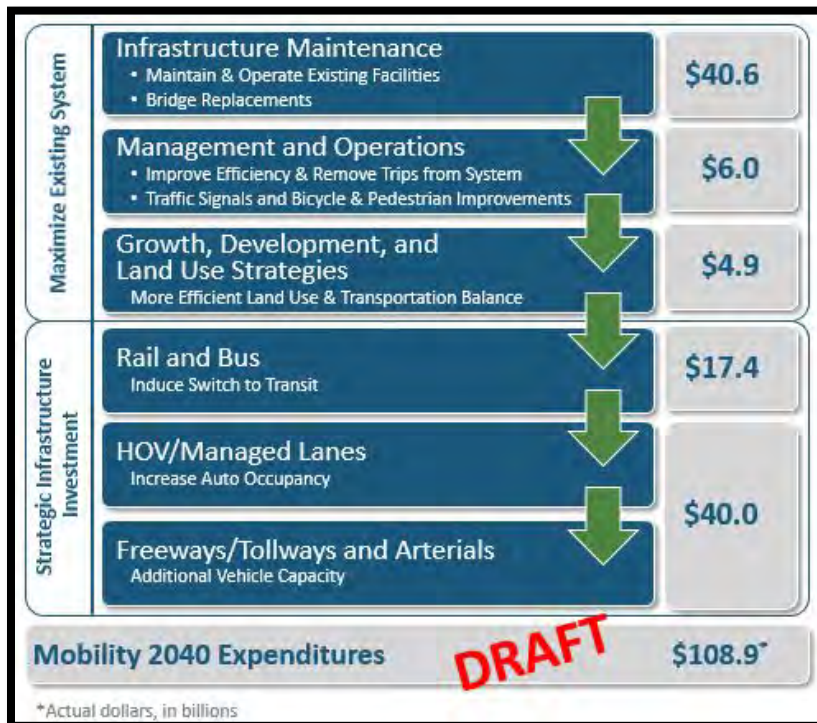 Maximize Existing System
Infrastructure Maintenance
• Maintain & Operate Existing Facilities
• Bridge Replacements
$40.6
Management and Operations
• Improve Efficiency & Remove Trips from System
• Traffic Signals and Bicycle & Pedestrian Improvements
$6.0
Growth, Development, and
Land Use Strategies
More Efficient Land Use & Transportation Balance
$4.9
Strategic Infrastructure
Investment
Rail and Bus
Induce Switch to Transit
$17.4
HOV/Managed Lanes
Increase Auto Occupancy
$40.0
Freeways/Tollways and Arterials
Additional Vehicle Capacity
Mobility 2040 Expenditures
DRAFT
$108.9*
*Actual dollars, in billions